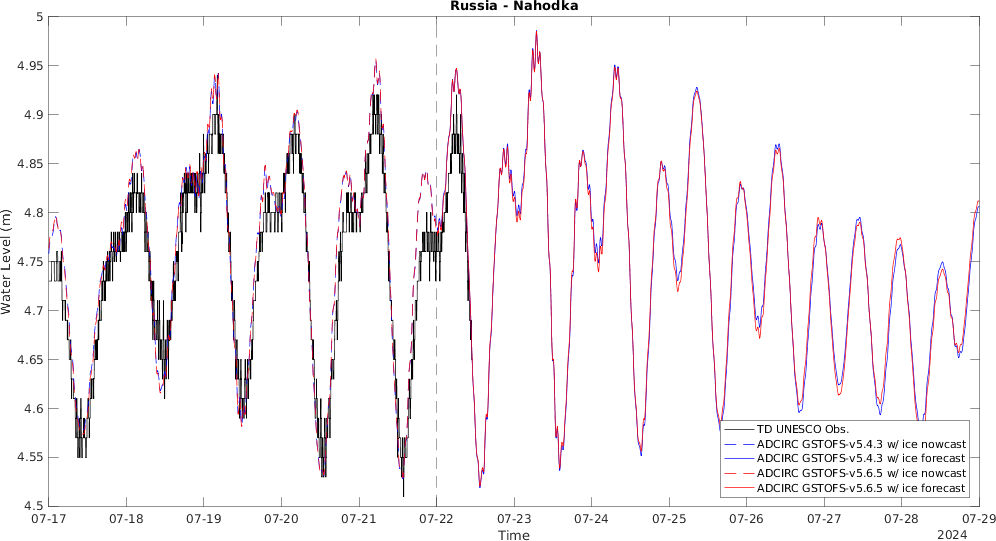 Russia - Nahodka
5
4.95
4.9
4.85
4.8
4.75
4.7
4.65
4.6
4.55
4.5
Water Level (m)
TD UNESCO Obs.
ADCIRC GSTOFS-v5.4.3 w/ ice nowcast
ADCIRC GSTOFS-v5.4.3 w/ ice forecast
ADCIRC GSTOFS-v5.6.5 w/ ice nowcast
ADCIRC GSTOFS-v5.6.5 w/ ice forecast
07-17 07-18 07-19 07-20 07-21 07-22 07-23 07-24 07-25 07-26 07-27 07-28 07-29
Time
2024